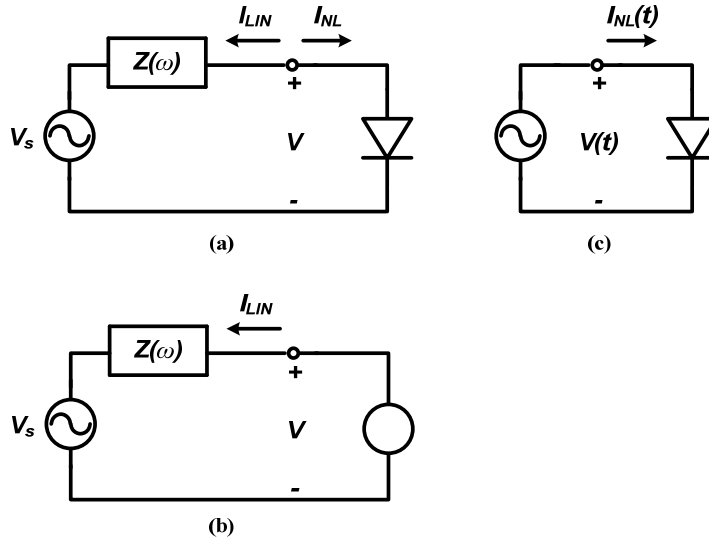 I_LIN I_NL
Z(ω)
+
V_s V
-
(a)
I_NL(t)
+
V(t)
-
(c)
I_LIN
Z(ω)
+
V_s V
-
(b)